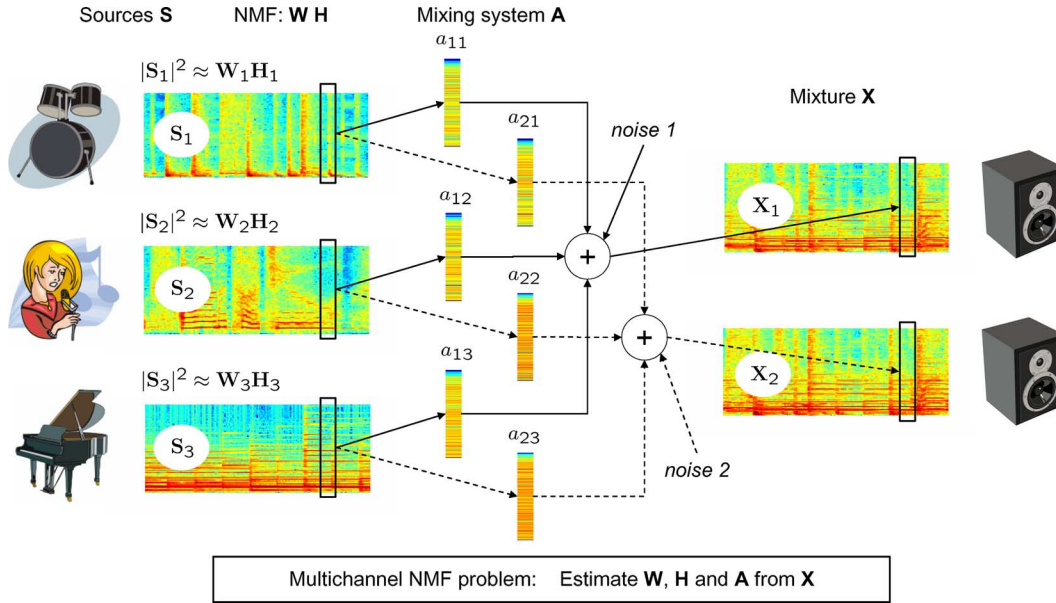 Sources S NMF: W H Mixing system A
a₁₁
|S₁|² ≈ W₁H₁
Mixture X
S₁
a₂₁
noise 1
a₁₂
X₁
|S₂|² ≈ W₂H₂
+
S₂
a₂₂
+
a₁₃
X₂
|S₃|² ≈ W₃H₃
S₃
a₂₃
noise 2
Multichannel NMF problem: Estimate W, H and A from X